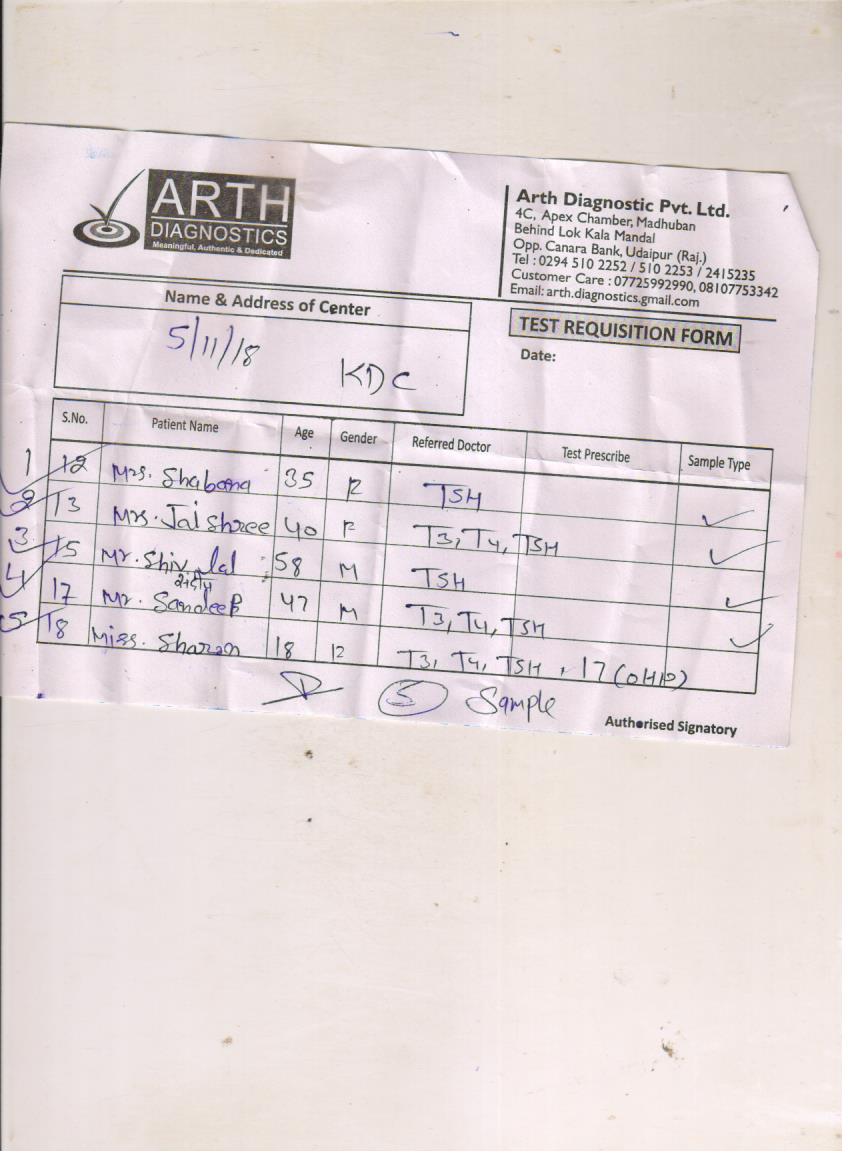 ARTH
DIAGNOSTICS
Meaningful, Authentic & Dedicated
Arth Diagnostic Pvt. Ltd.
4C, Apex Chamber, Madhuban
Behind Lok Kala Mandal
Opp. Canara Bank, Udaipur (Raj.)
Tel : 0294 510 2252 / 510 2253 / 2415235
Customer Care : 07725992990, 08107753342
Email: arth.diagnostics.gmail.com
Name & Address of Center
5/11/18 KDC
TEST REQUISITION FORM
Date:
S.No. Patient Name Age Gender Referred Doctor Test Prescribe Sample Type
1 12 Mrs. Shabana 35 F TSH ✓
2 13 Mrs. Jai Shree 40 F T3, T4, TSH ✓
3 15 Mr. Shiv Lal 58 M TSH ✓
4 17 Mr. Sandeep 47 M T3, T4, TSH ✓
5 18 Miss. 18 F T3, T4, TSH, 17 (OHP)
5 Sample
Authorised Signatory